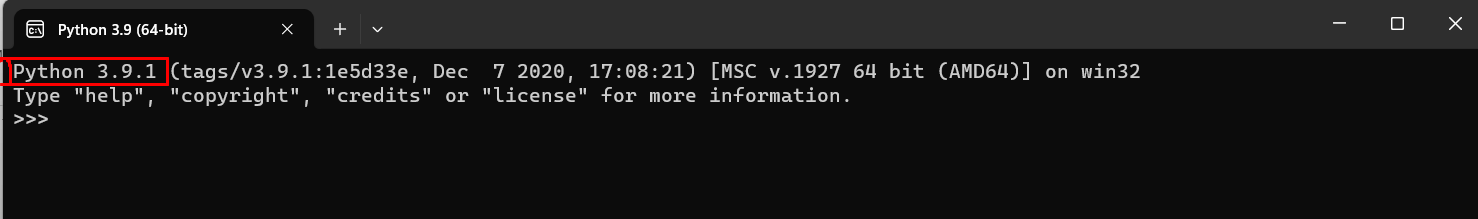 Python 3.9 (64-bit)
Python 3.9.1 (tags/v3.9.1:1e5d33e, Dec  7 2020, 17:08:21) [MSC v.1927 64 bit (AMD64)] on win32
Type "help", "copyright", "credits" or "license" for more information.
>>>